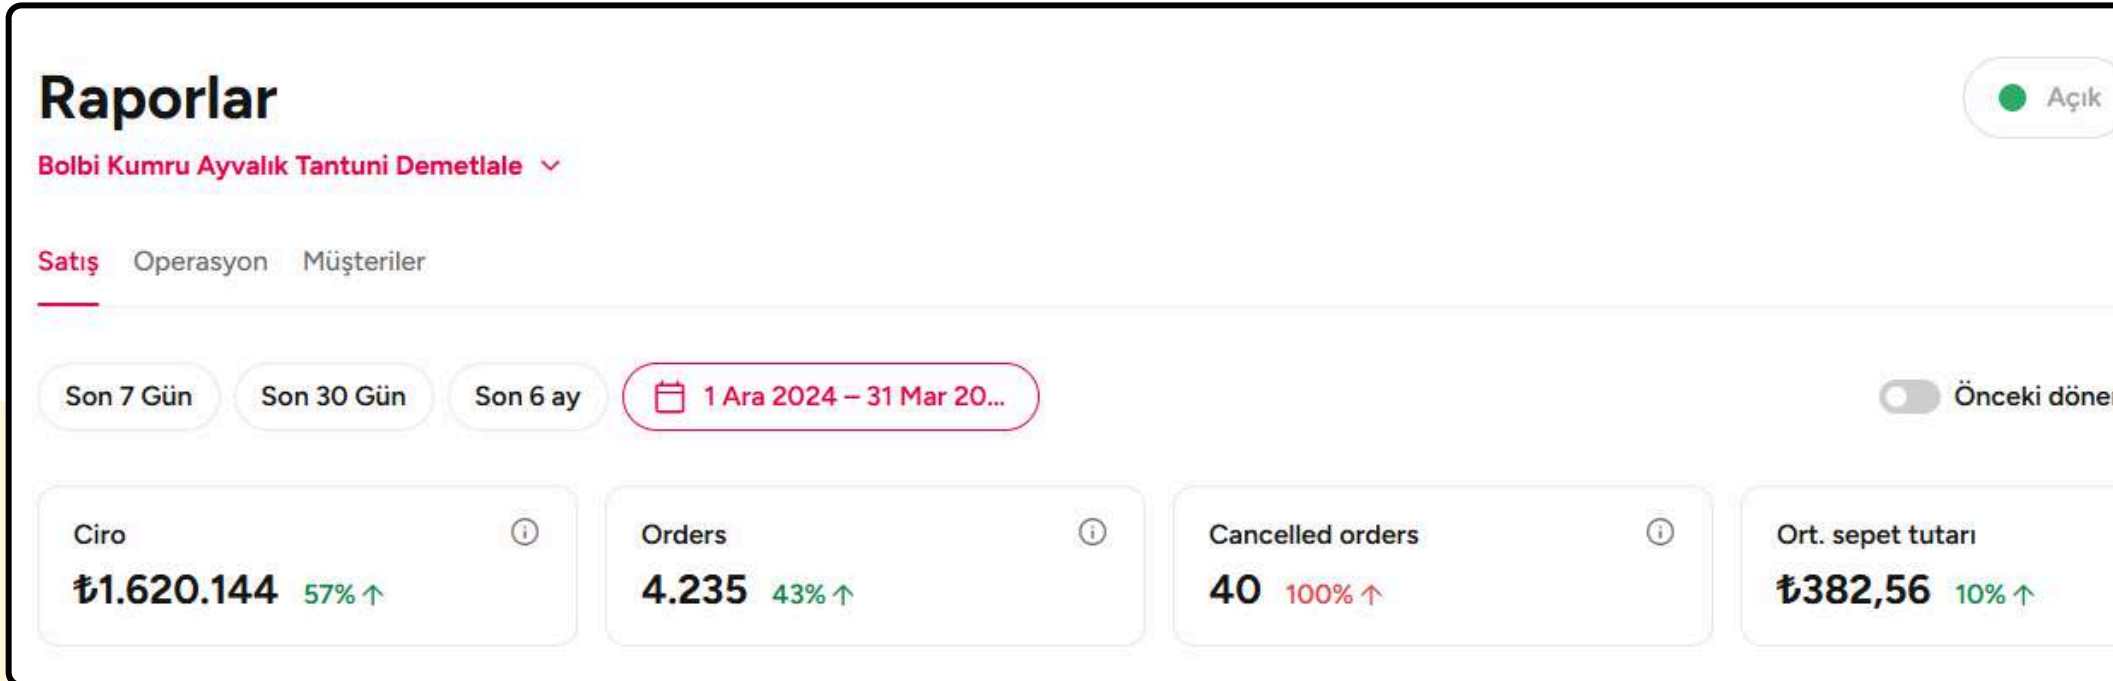 Raporlar
Açık
Bolbi Kumru Ayvalık Tantuni Demetlale
Satış Operasyon Müşteriler
Son 7 Gün Son 30 Gün Son 6 ay 1 Ara 2024 – 31 Mar 20... Önceki döne
Ciro
₺1.620.144 57% ↑
Orders
4.235 43% ↑
Cancelled orders
40 100% ↑
Ort. sepet tutarı
₺382,56 10% ↑